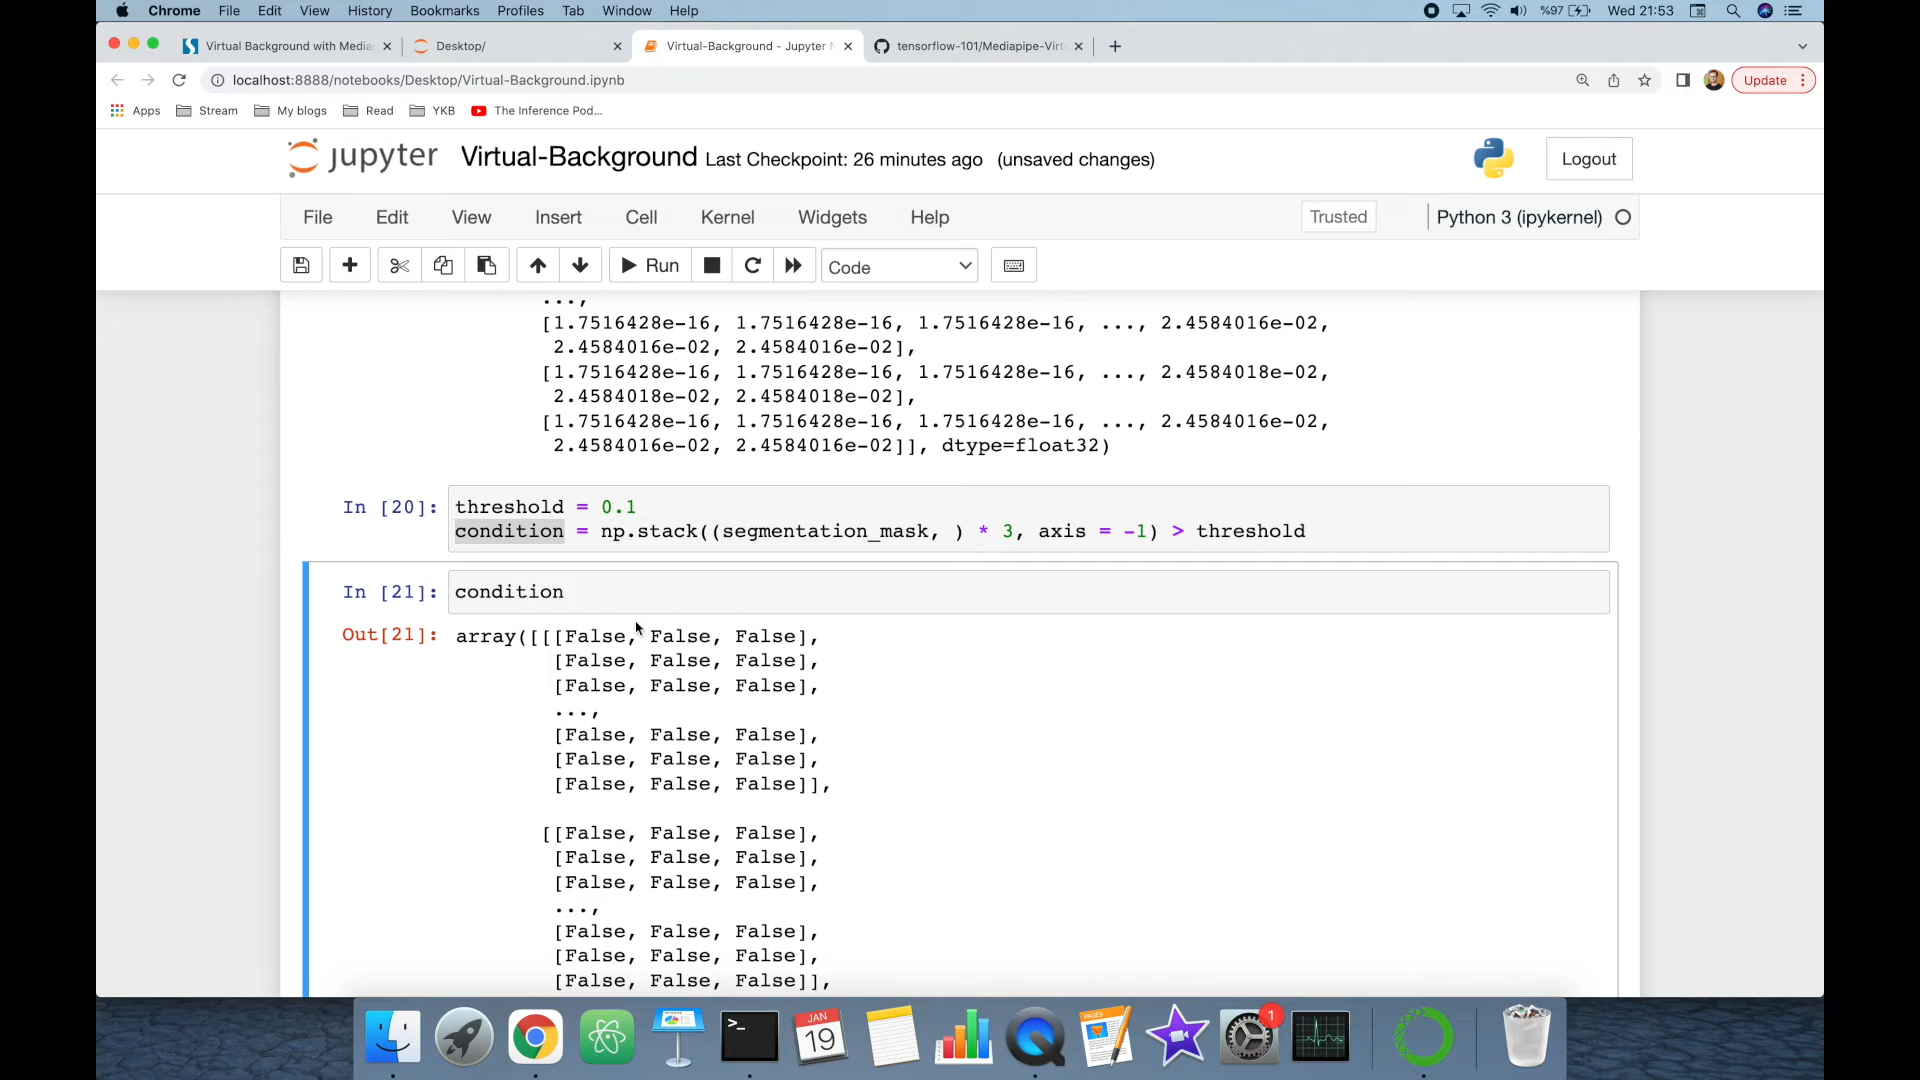 Chrome File Edit View History Bookmarks Profiles Tab Window Help %97 Wed 21:53
Virtual Background with Media Desktop/ Virtual-Background - Jupyter N tensorflow-101/Mediapipe-Virt
localhost:8888/notebooks/Desktop/Virtual-Background.ipynb Update
Apps Stream My blogs Read YKB The Inference Pod...
jupyter Virtual-Background Last Checkpoint: 26 minutes ago (unsaved changes) Logout
File Edit View Insert Cell Kernel Widgets Help Trusted Python 3 (ipykernel)
Run Code
...,
[1.7516428e-16, 1.7516428e-16, 1.7516428e-16, ..., 2.4584016e-02,
2.4584016e-02, 2.4584016e-02],
[1.7516428e-16, 1.7516428e-16, 1.7516428e-16, ..., 2.4584018e-02,
2.4584018e-02, 2.4584018e-02],
[1.7516428e-16, 1.7516428e-16, 1.7516428e-16, ..., 2.4584016e-02,
2.4584016e-02, 2.4584016e-02]], dtype=float32)
In [20]: threshold = 0.1
condition = np.stack((segmentation_mask, ) * 3, axis = -1) > threshold
In [21]: condition
Out[21]: array([[[False, False, False],
[False, False, False],
[False, False, False],
...,
[False, False, False],
[False, False, False],
[False, False, False]],
[[False, False, False],
[False, False, False],
[False, False, False],
...,
[False, False, False],
[False, False, False],
[False, False, False]],
>_ JAN PAGES 1
19